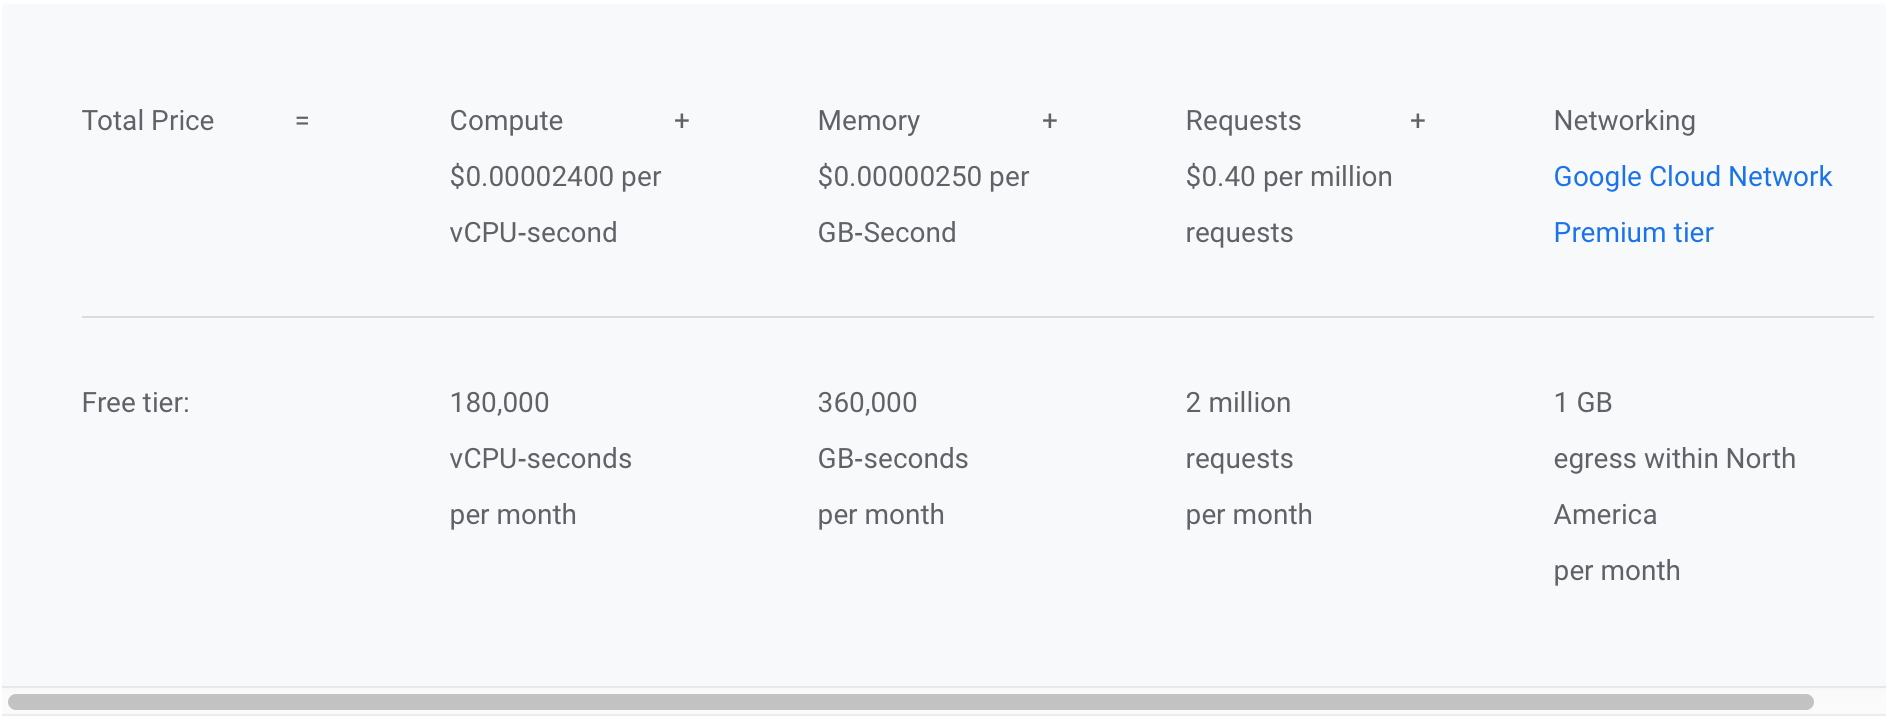 Total Price = Compute + Memory + Requests + Networking
$0.00002400 per $0.00000250 per $0.40 per million Google Cloud Network
vCPU-second GB-Second requests Premium tier
Free tier: 180,000 360,000 2 million 1 GB
vCPU-seconds GB-seconds requests egress within North
per month per month per month America
per month